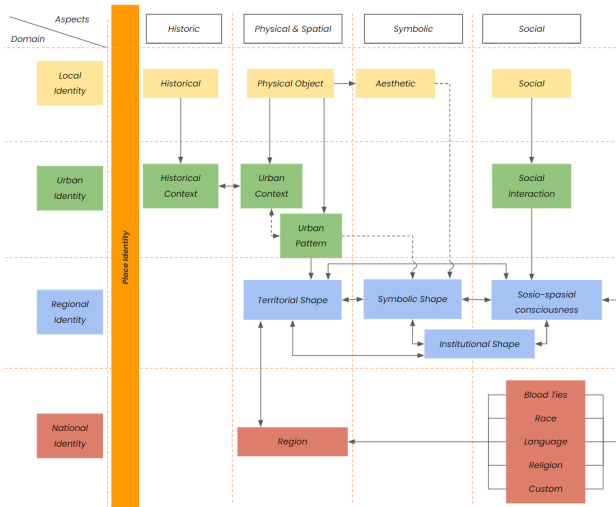 Aspects
Domain
Historic
Physical & Spatial
Symbolic
Social
Local
Identity
Historical
Physical Object
Aesthetic
Social
Urban
Identity
Historical
Context
Urban
Context
Social
Interaction
Urban
Pattern
Place Identity
Regional
Identity
Territorial Shape
Symbolic Shape
Sosio-spasial
consciousness
Institutional Shape
National
Identity
Region
Blood Ties
Race
Language
Religion
Custom